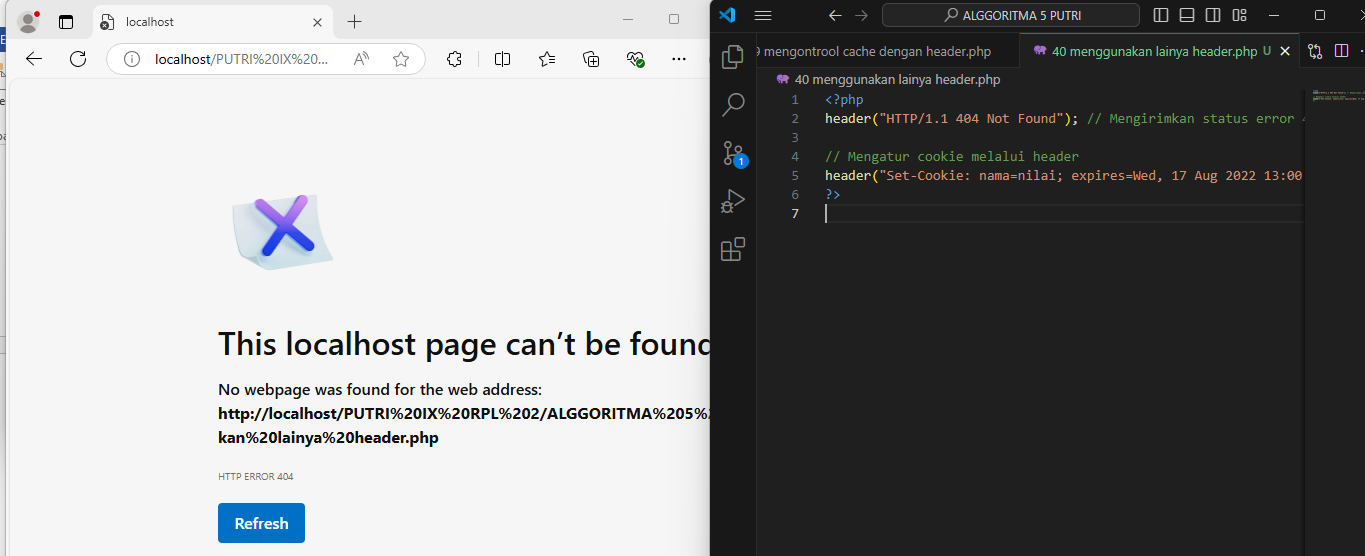 localhost
localhost/PUTRI%20IX%20...
This localhost page can't be found
No webpage was found for the web address:
http://localhost/PUTRI%20IX%20RPL%202/ALGGORITMA%205%2
kan%20lainya%20header.php
HTTP ERROR 404
Refresh
ALGGORITMA 5 PUTRI
9 mengontrool cache dengan header.php
40 menggunakan lainya header.php U
40 menggunakan lainya header.php
1 <?php
2 header("HTTP/1.1 404 Not Found"); // Mengirimkan status error 4
3
4 // Mengatur cookie melalui header
5 header("Set-Cookie: nama=nilai; expires=Wed, 17 Aug 2022 13:00
6 ?>
7
1